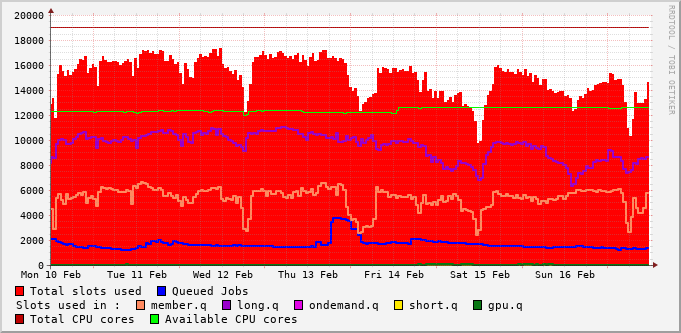 20000
18000
16000
14000
12000
10000
8000
6000
4000
2000
0
Mon 10 Feb Tue 11 Feb Wed 12 Feb Thu 13 Feb Fri 14 Feb Sat 15 Feb Sun 16 Feb
Total slots used Queued Jobs
Slots used in : member.q long.q ondemand.q short.q gpu.q
Total CPU cores Available CPU cores
RRDTOOL / TOBI OETIKER